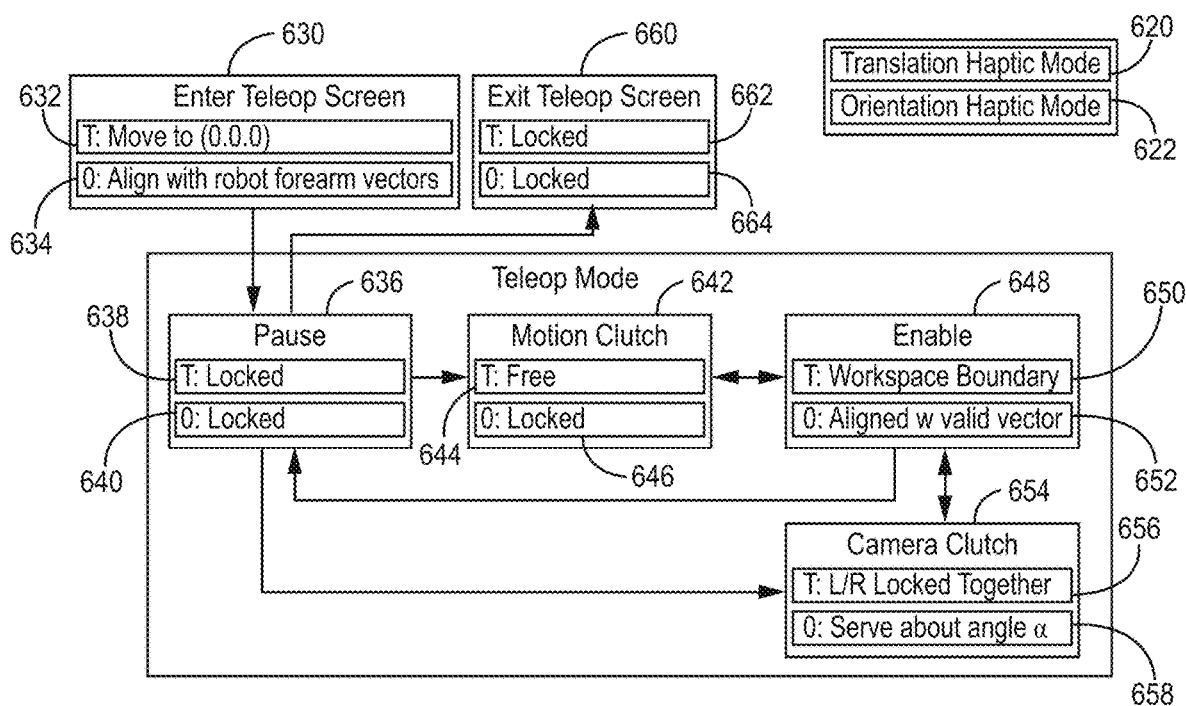 630
660
620
Translation Haptic Mode
Orientation Haptic Mode
622
632
Enter Teleop Screen
T: Move to (0.0.0)
0: Align with robot forearm vectors
634
Exit Teleop Screen
662
T: Locked
0: Locked
664
Teleop Mode
636
642
648
650
638
Pause
T: Locked
0: Locked
640
Motion Clutch
T: Free
0: Locked
644
646
Enable
T: Workspace Boundary
0: Aligned w valid vector
652
654
656
Camera Clutch
T: L/R Locked Together
0: Serve about angle α
658